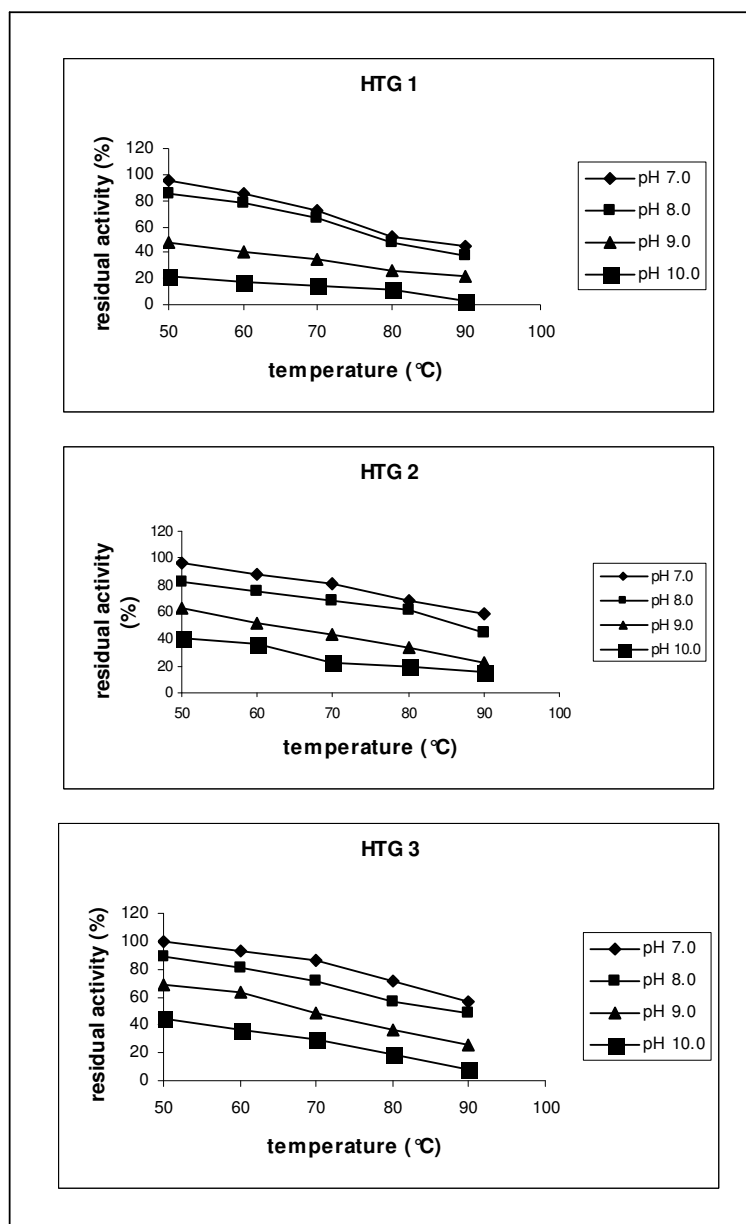 HTG 1
residual activity (%)
120
100
80
60
40
20
0
50 60 70 80 90 100
temperature (°C)
pH 7.0
pH 8.0
pH 9.0
pH 10.0
HTG 2
residual activity
(%)
120
100
80
60
40
20
0
50 60 70 80 90 100
temperature (°C)
pH 7.0
pH 8.0
pH 9.0
pH 10.0
HTG 3
residual activity (%)
120
100
80
60
40
20
0
50 60 70 80 90 100
temperature (°C)
pH 7.0
pH 8.0
pH 9.0
pH 10.0